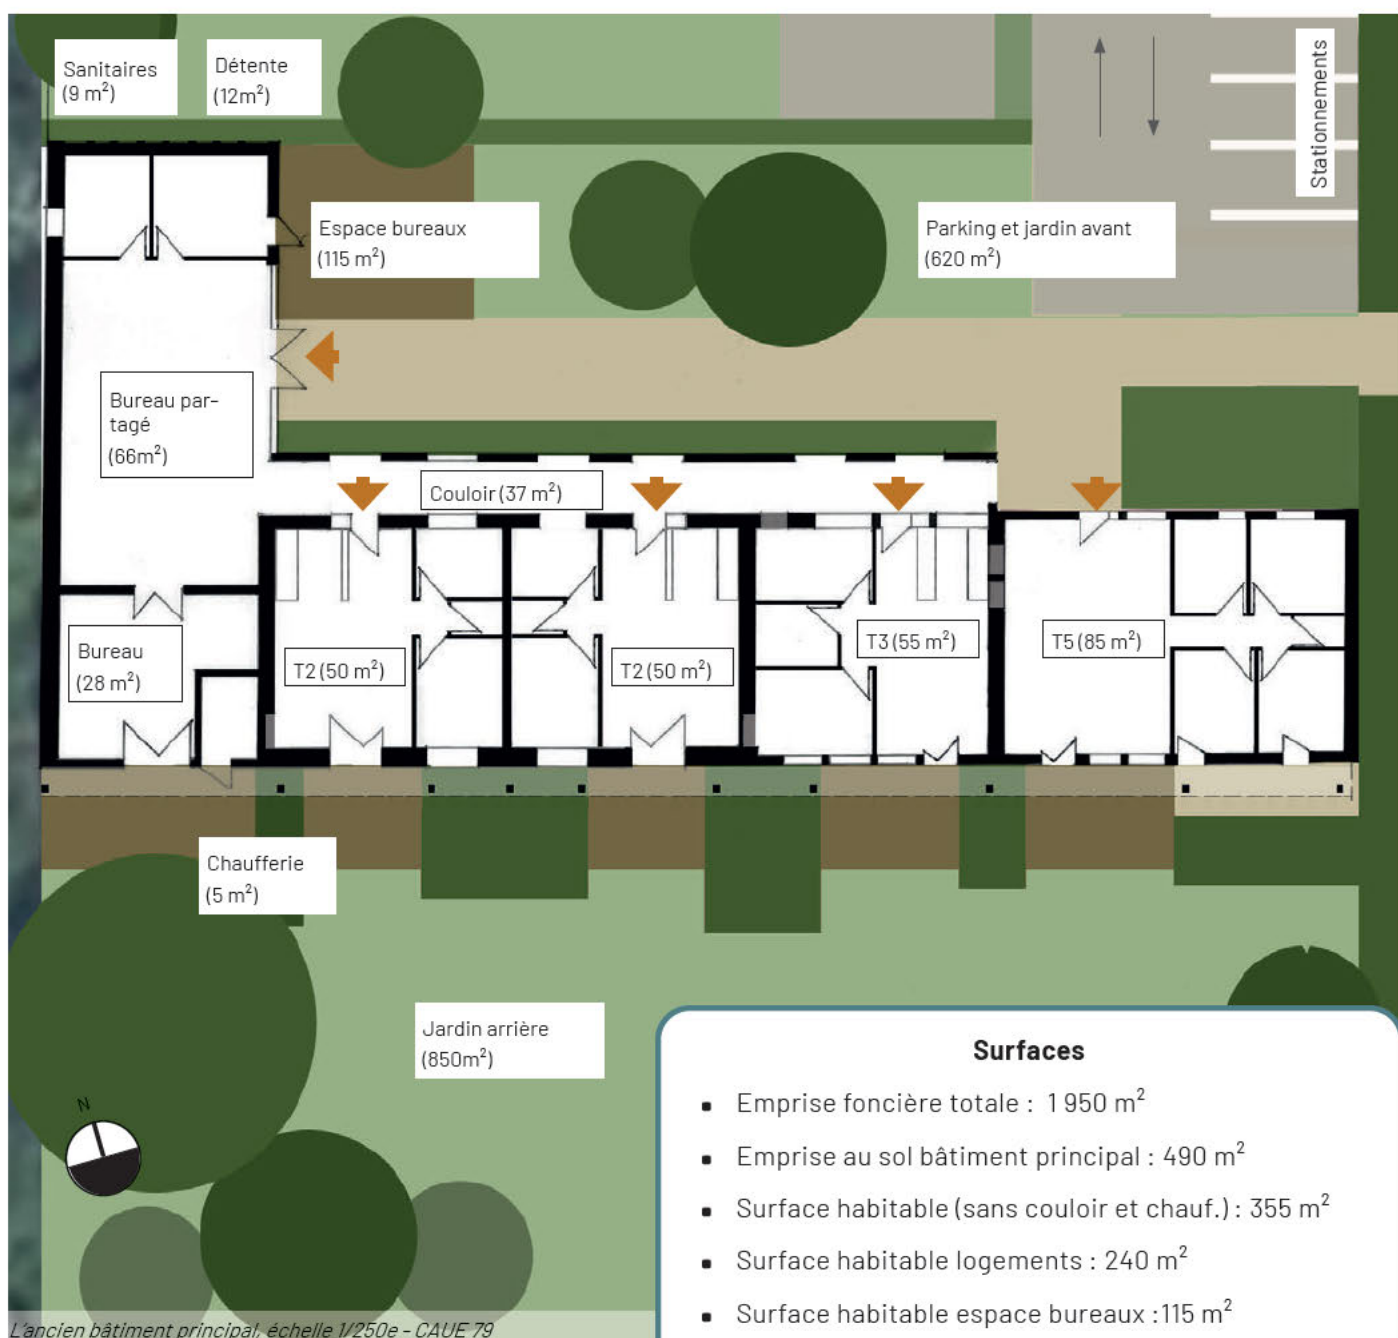 Sanitaires
(9 m²)
Détente
(12m²)
Stationnements
Espace bureaux
(115 m²)
Parking et jardin avant
(620 m²)
Bureau par-
tagé
(66m²)
Couloir (37 m²)
Bureau
(28 m²)
T2 (50 m²)
T2 (50 m²)
T3 (55 m²)
T5 (85 m²)
Chaufferie
(5 m²)
Jardin arrière
(850m²)
N
Surfaces
▪ Emprise foncière totale : 1 950 m²
▪ Emprise au sol bâtiment principal : 490 m²
▪ Surface habitable (sans couloir et chauf.) : 355 m²
▪ Surface habitable logements : 240 m²
▪ Surface habitable espace bureaux :115 m²
L'ancien bâtiment principal, échelle 1/250e - CAUE 79